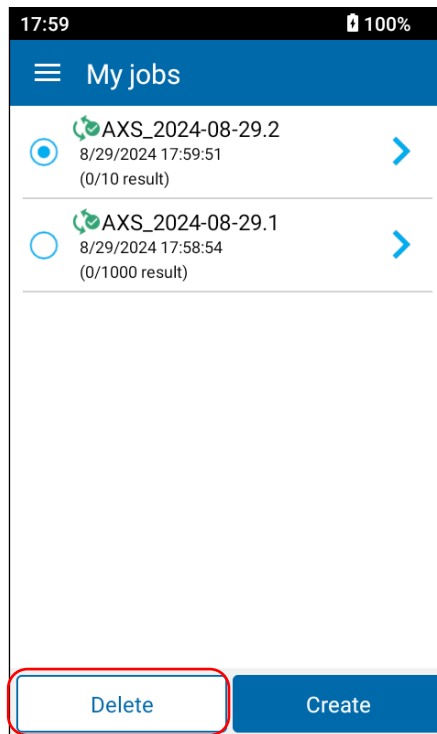 17:59 100%
My jobs
AXS_2024-08-29.2
8/29/2024 17:59:51
(0/10 result)
AXS_2024-08-29.1
8/29/2024 17:58:54
(0/1000 result)
Delete Create